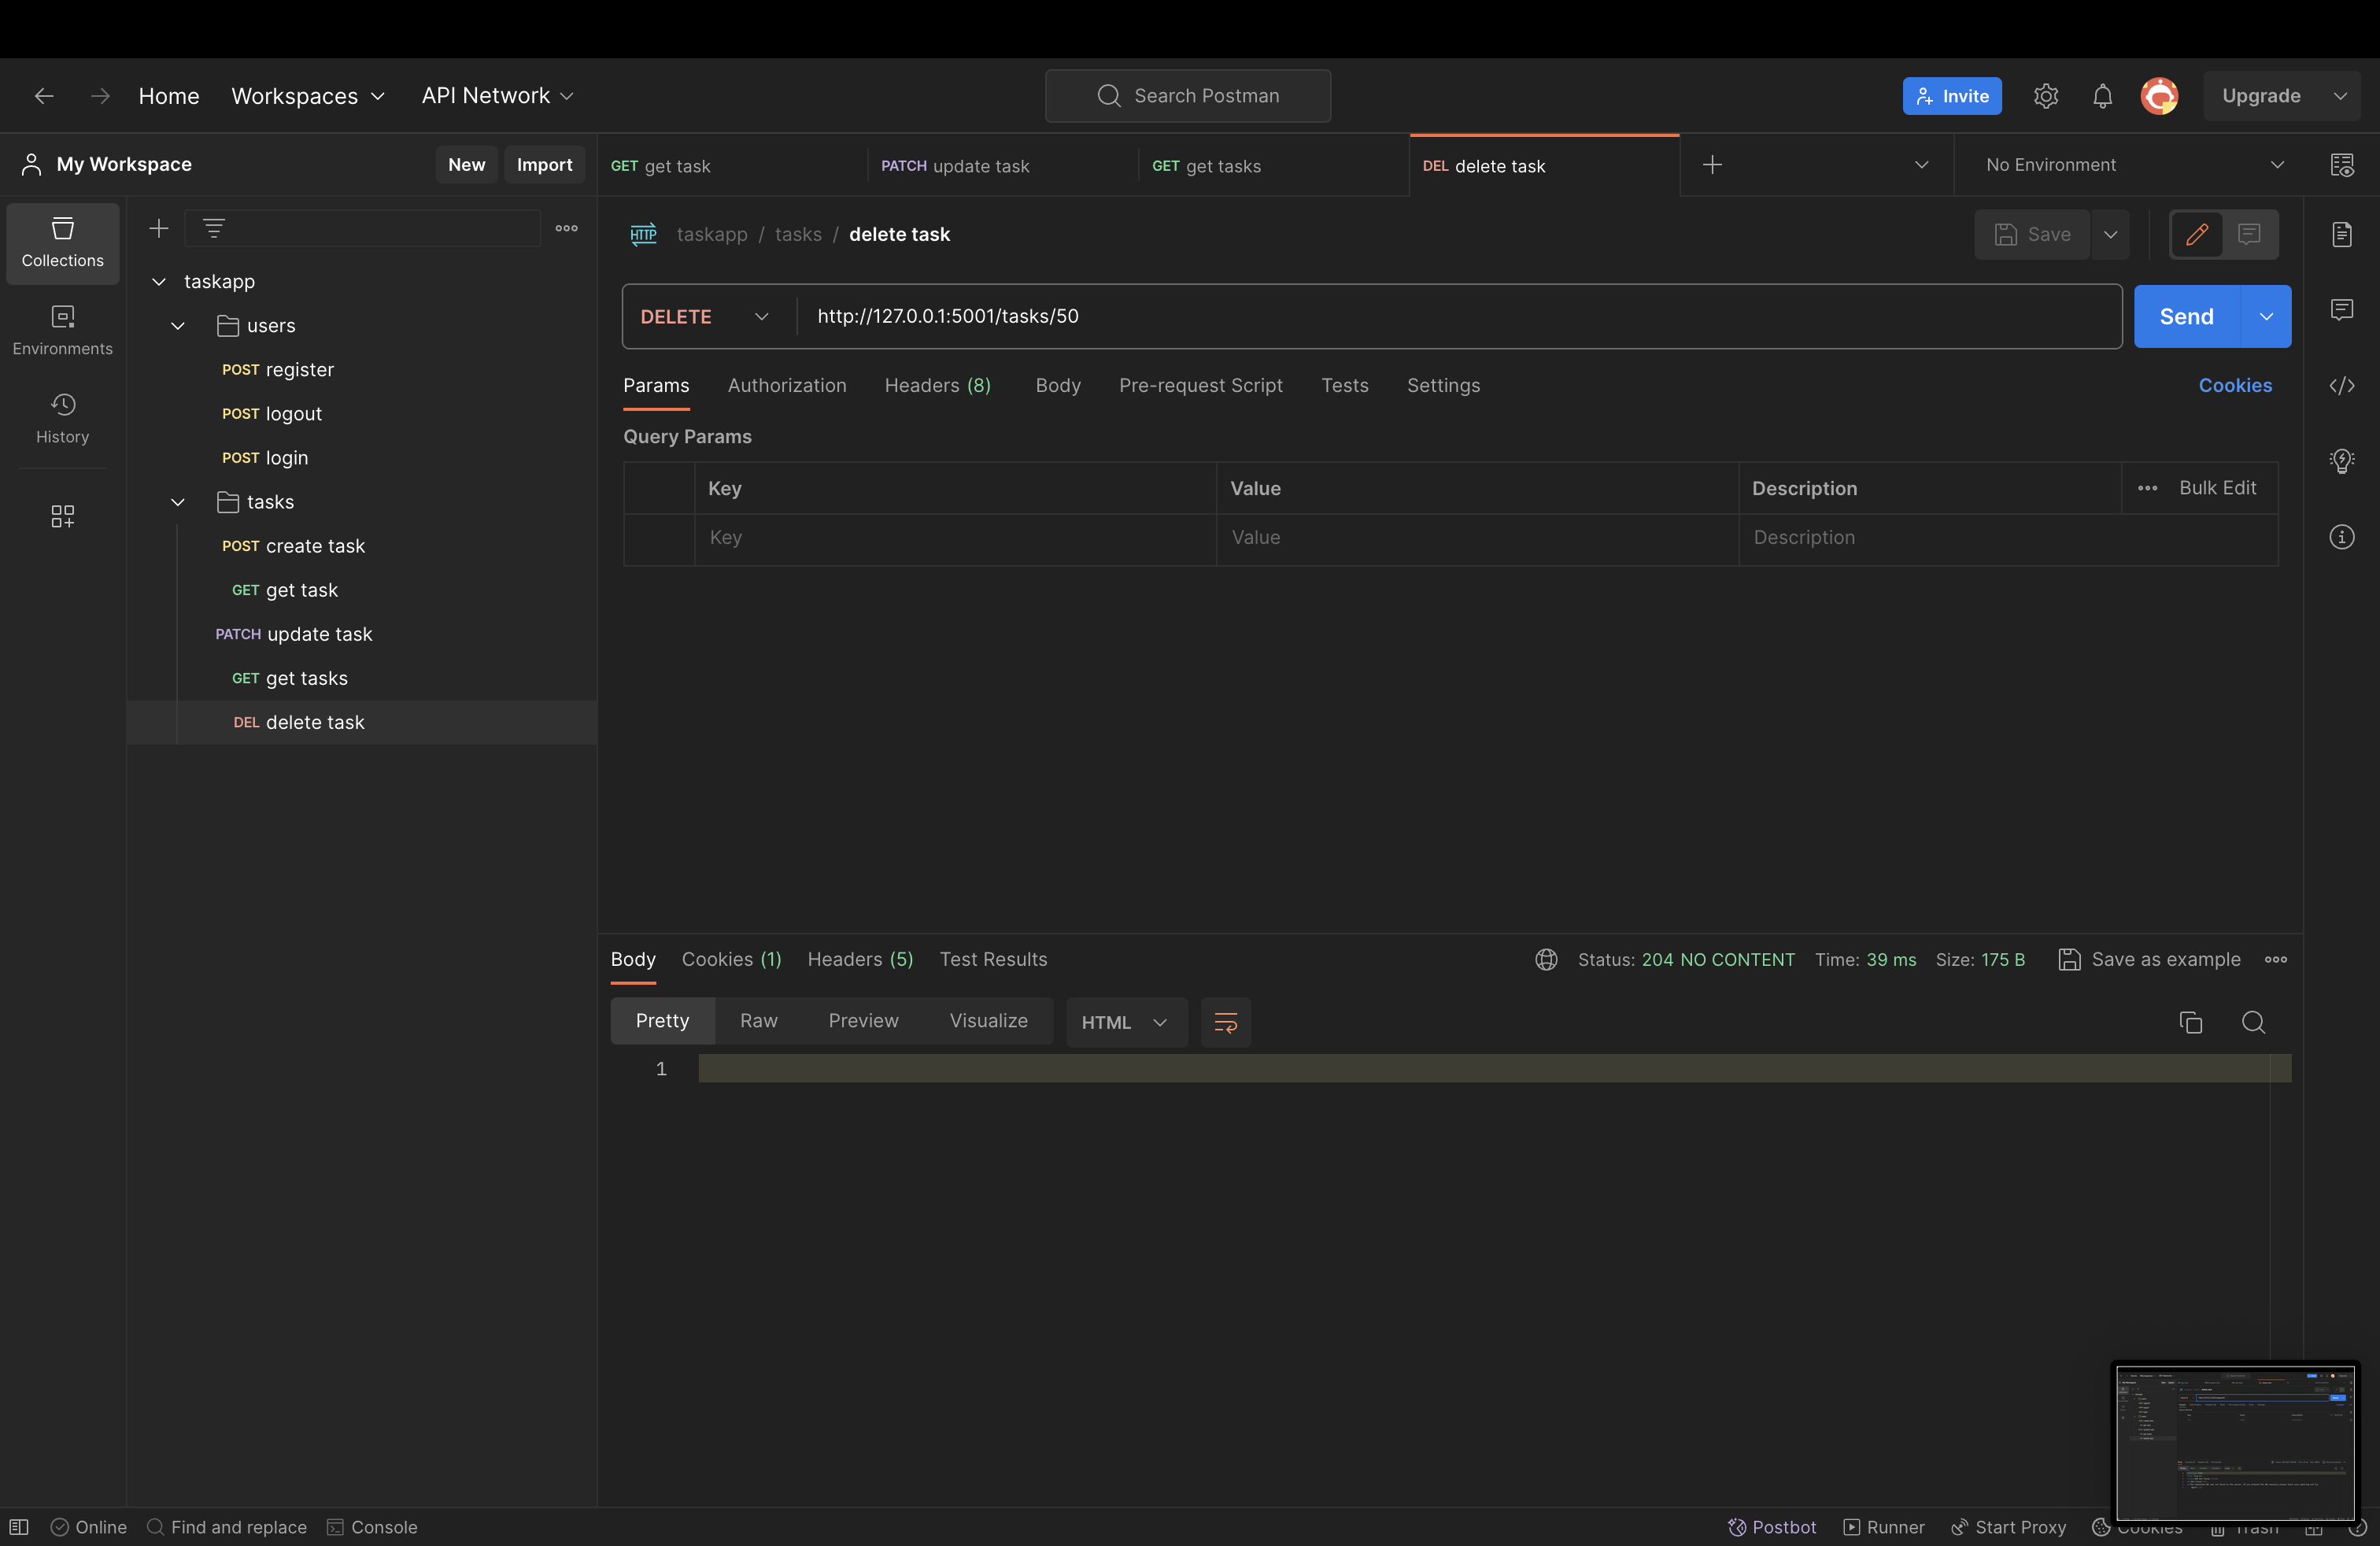 Home Workspaces API Network Search Postman Invite Upgrade
My Workspace New Import GET get task PATCH update task GET get tasks DEL delete task No Environment
Collections
Environments
History
taskapp
users
POST register
POST logout
POST login
tasks
POST create task
GET get task
PATCH update task
GET get tasks
DEL delete task
HTTP taskapp / tasks / delete task Save
DELETE http://127.0.0.1:5001/tasks/50 Send
Params Authorization Headers (8) Body Pre-request Script Tests Settings Cookies
Query Params
Key Value Description Bulk Edit
Key Value Description
Body Cookies (1) Headers (5) Test Results Status: 204 NO CONTENT Time: 39 ms Size: 175 B Save as example
Pretty Raw Preview Visualize HTML
1
Online Find and replace Console Postbot Runner Start Proxy Cookies Trash